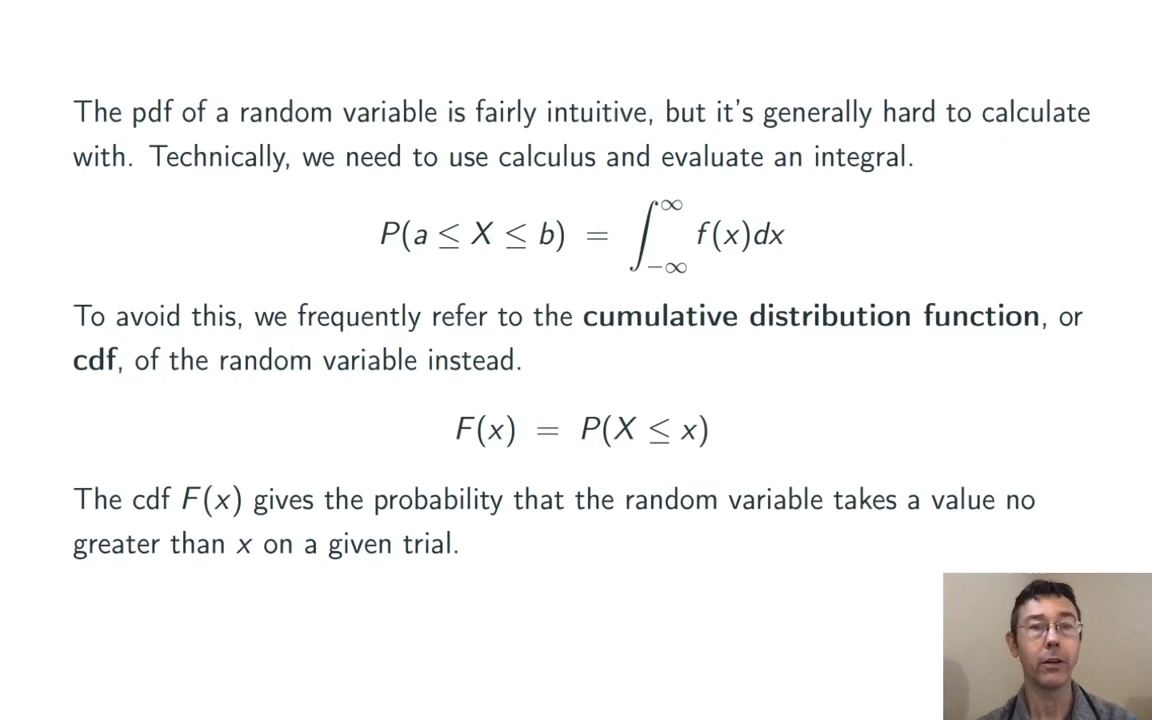 The pdf of a random variable is fairly intuitive, but it's generally hard to calculate
with. Technically, we need to use calculus and evaluate an integral.
P(a ≤ X ≤ b) = ∫_{-∞}^{∞} f(x)dx
To avoid this, we frequently refer to the cumulative distribution function, or
cdf, of the random variable instead.
F(x) = P(X ≤ x)
The cdf F(x) gives the probability that the random variable takes a value no
greater than x on a given trial.